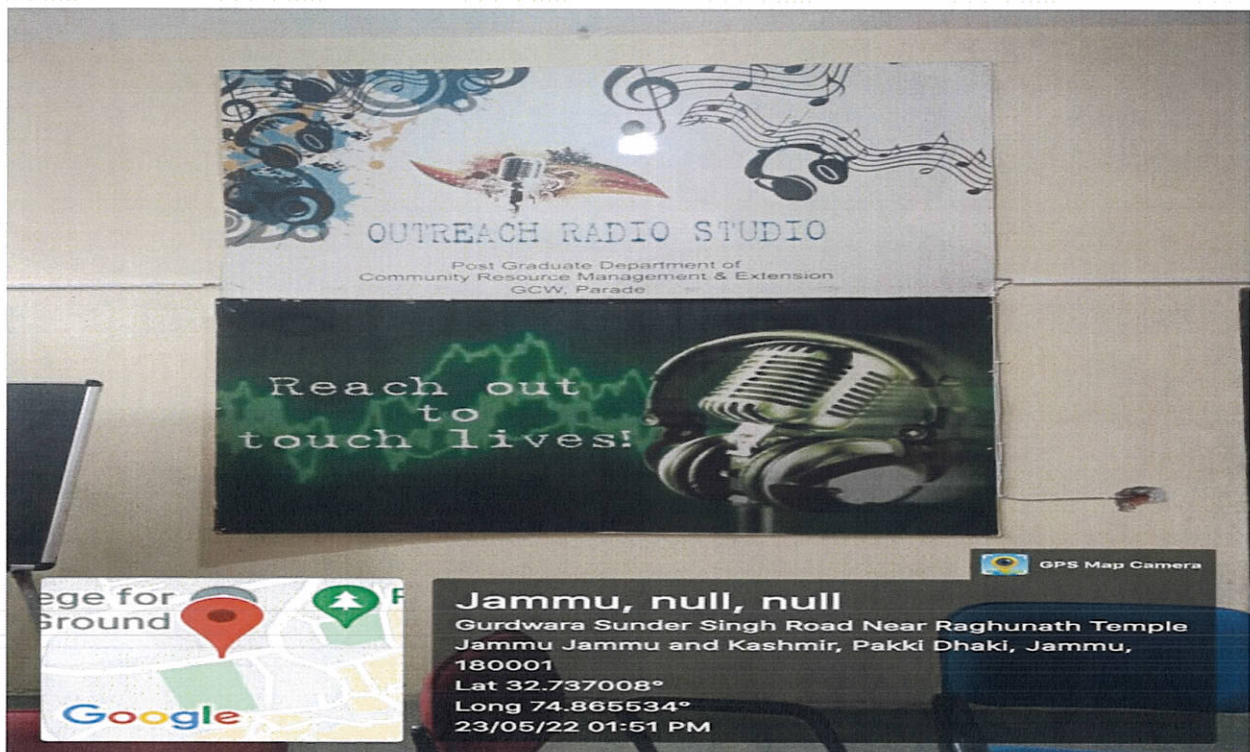 OUTREACH RADIO STUDIO
Post Graduate Department of
Community Resource Management & Extension
GCW, Parade
Reach out
to
touch lives!
GPS Map Camera
ege for
Ground
Google
Jammu, null, null
Gurdwara Sunder Singh Road Near Raghunath Temple
Jammu Jammu and Kashmir, Pakki Dhaki, Jammu,
180001
Lat 32.737008°
Long 74.865534°
23/05/22 01:51 PM